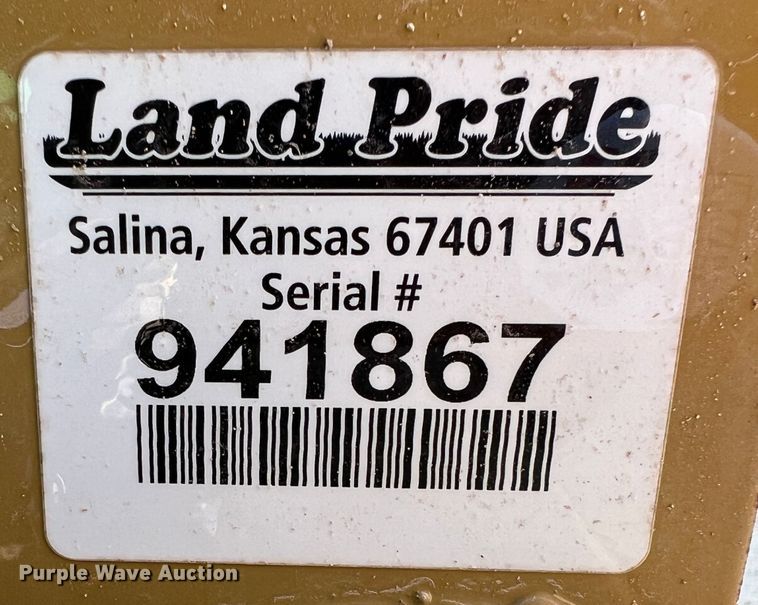 Land Pride
Salina, Kansas 67401 USA
Serial #
941867
Purple Wave Auction